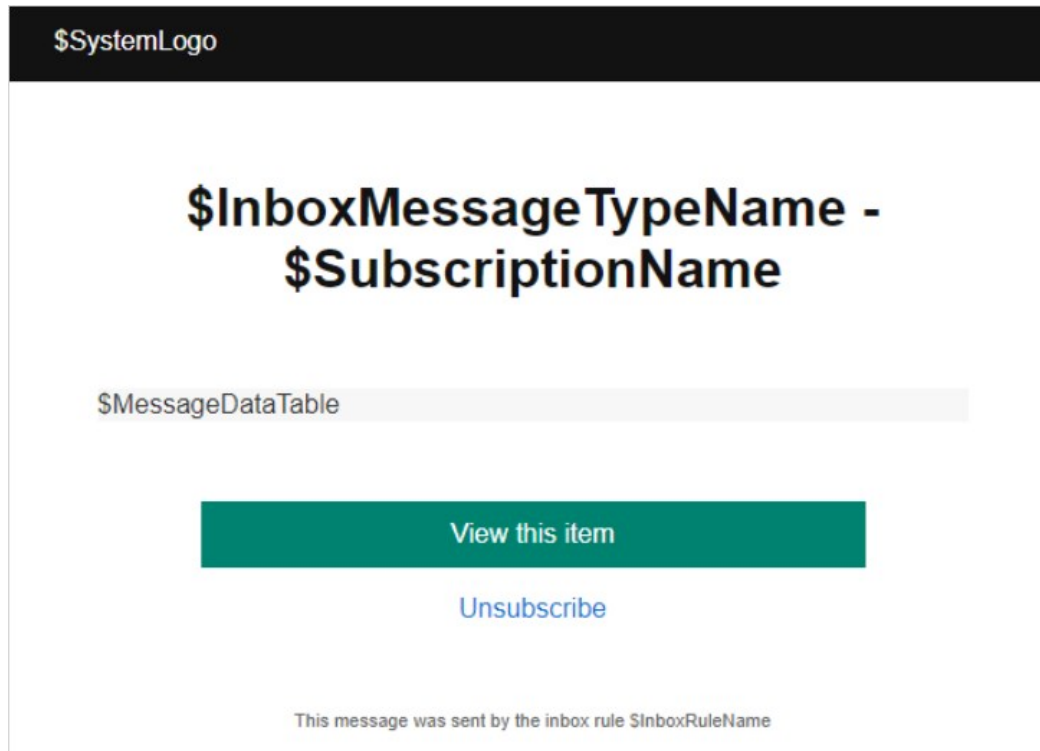 $SystemLogo
$InboxMessageTypeName -
$SubscriptionName
$MessageDataTable
View this item
Unsubscribe
This message was sent by the inbox rule $InboxRuleName